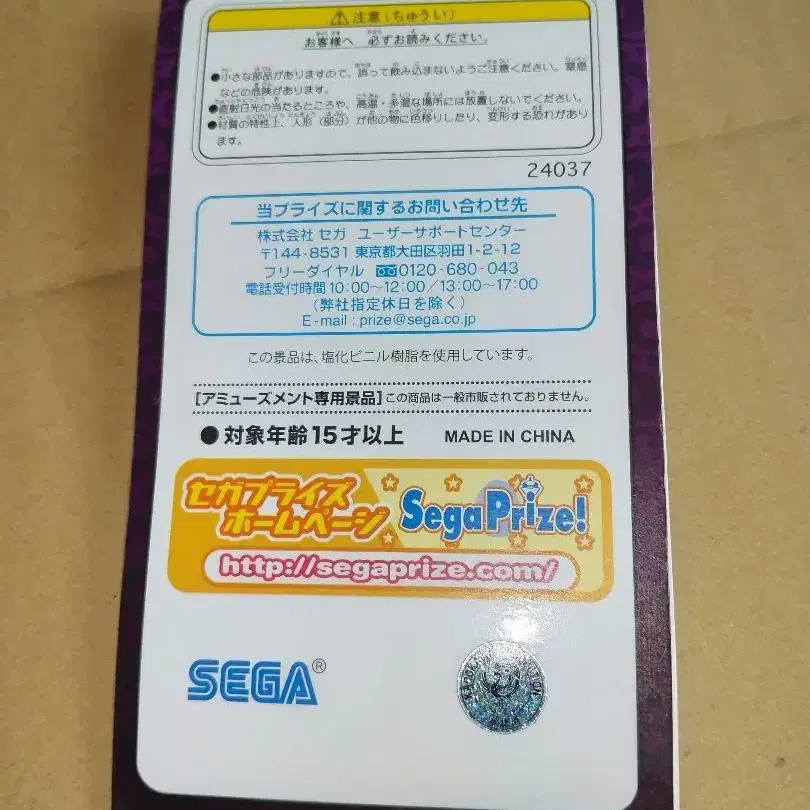 注意(ちゅうい)
お客様へ 必ずお読みください。
●小さな部品がありますので、誤って飲み込まないようご注意ください。窒息
などの危険があります。
●直射日光の当たるところや、高温・多湿な場所には放置しないでください。
●材質の特性上、人形(部分)が他の物に色移りしたり、変形する恐れがあり
ます。
24037
当プライズに関するお問い合わせ先
株式会社 セガ ユーザーサポートセンター
〒144-8531 東京都大田区羽田1-2-12
フリーダイヤル 0120-680-043
電話受付時間 10:00〜12:00/13:00〜17:00
(弊社指定休日を除く)
E-mail : prize@sega.co.jp
この景品は、塩化ビニル樹脂を使用しています。
[アミューズメント専用景品] この商品は一般市販されておりません。
●対象年齢15才以上 MADE IN CHINA
セガプライズ
ホームページ
SegaPrize!
http://segaprize.com/
SEGA®